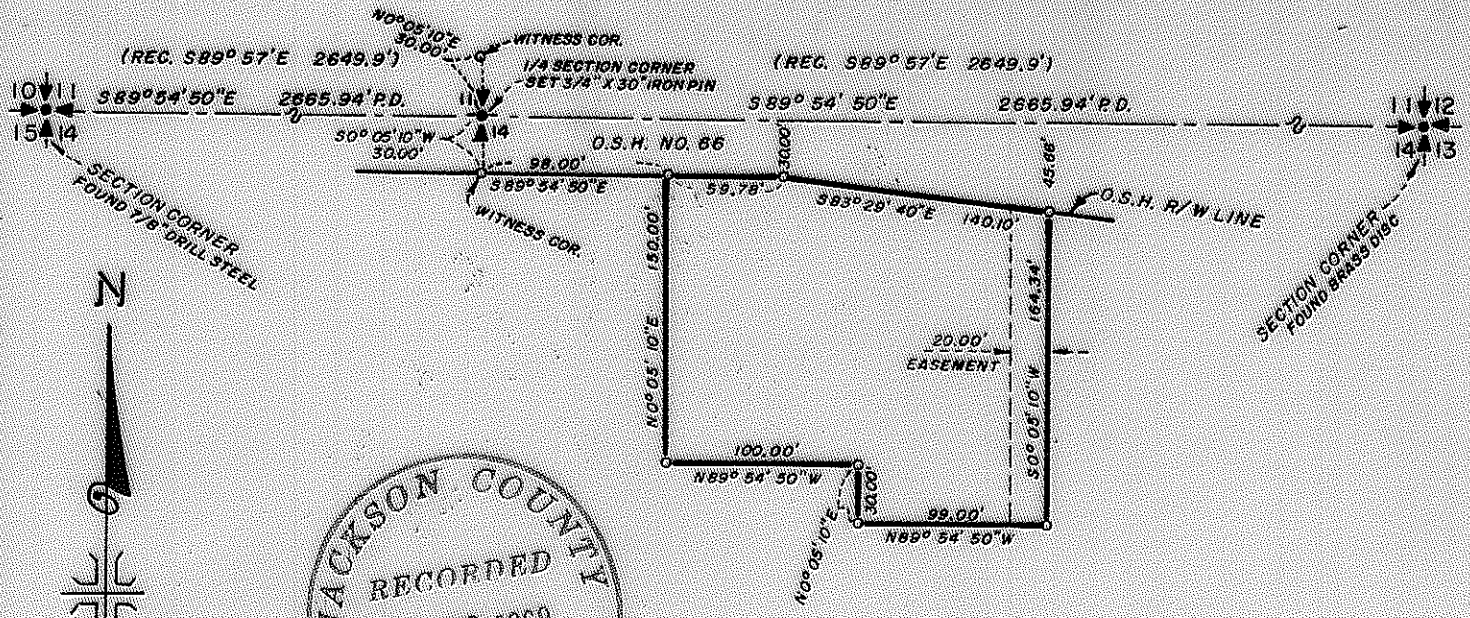 N0°05'10"E
30.00'
WITNESS COR.
(REC. S89°57'E 2649.9')
1/4 SECTION CORNER
SET 3/4" X 30" IRON PIN
(REC. S89°57'E 2649.9')
10 11
15 14
S89°54'50"E 2665.94' P.D.
11
14
S89°54'50"E 2665.94' P.D.
11 12
14 13
S0°05'10"W
30.00'
O.S.H. NO. 66
30.00'
45.68'
98.00'
S89°54'50"E
59.78'
S83°29'40"E 140.10'
O.S.H. R/W LINE
SECTION CORNER
FOUND 7/8" DRILL STEEL
WITNESS COR.
SECTION CORNER
FOUND BRASS DISC
N
150.00'
N0°05'10"E
164.34'
S0°05'10"W
20.00'
EASEMENT
100.00'
N89°54'50"W
30.00'
N0°05'10"E
99.00'
N89°54'50"W
JACKSON COUNTY
RECORDED